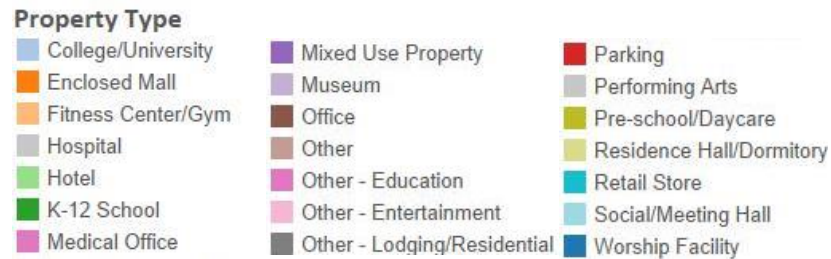 Property Type
College/University
Enclosed Mall
Fitness Center/Gym
Hospital
Hotel
K-12 School
Medical Office
Mixed Use Property
Museum
Office
Other
Other - Education
Other - Entertainment
Other - Lodging/Residential
Parking
Performing Arts
Pre-school/Daycare
Residence Hall/Dormitory
Retail Store
Social/Meeting Hall
Worship Facility